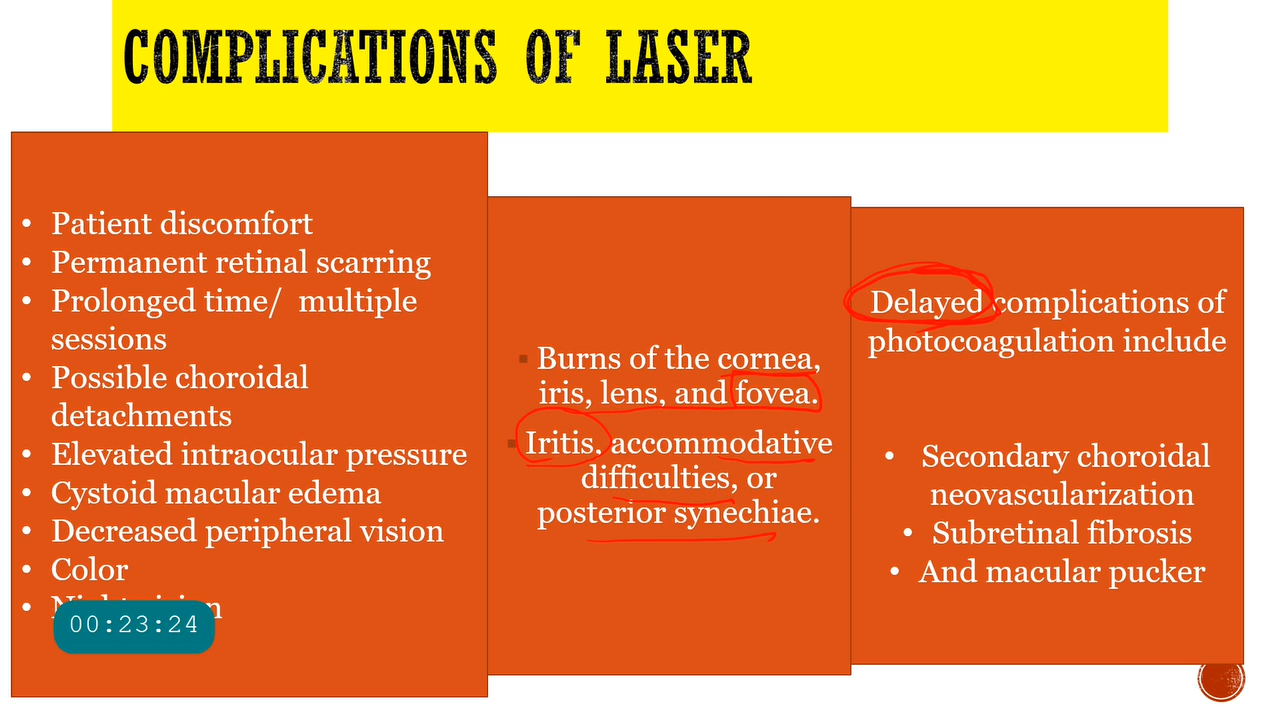 COMPLICATIONS OF LASER
• Patient discomfort
• Permanent retinal scarring
• Prolonged time/ multiple
sessions
• Possible choroidal
detachments
• Elevated intraocular pressure
• Cystoid macular edema
• Decreased peripheral vision
• Color
•
00:23:24
▪ Burns of the cornea,
iris, lens, and fovea.
▪ Iritis, accommodative
difficulties, or
posterior synechiae.
Delayed complications of
photocoagulation include
• Secondary choroidal
neovascularization
• Subretinal fibrosis
• And macular pucker